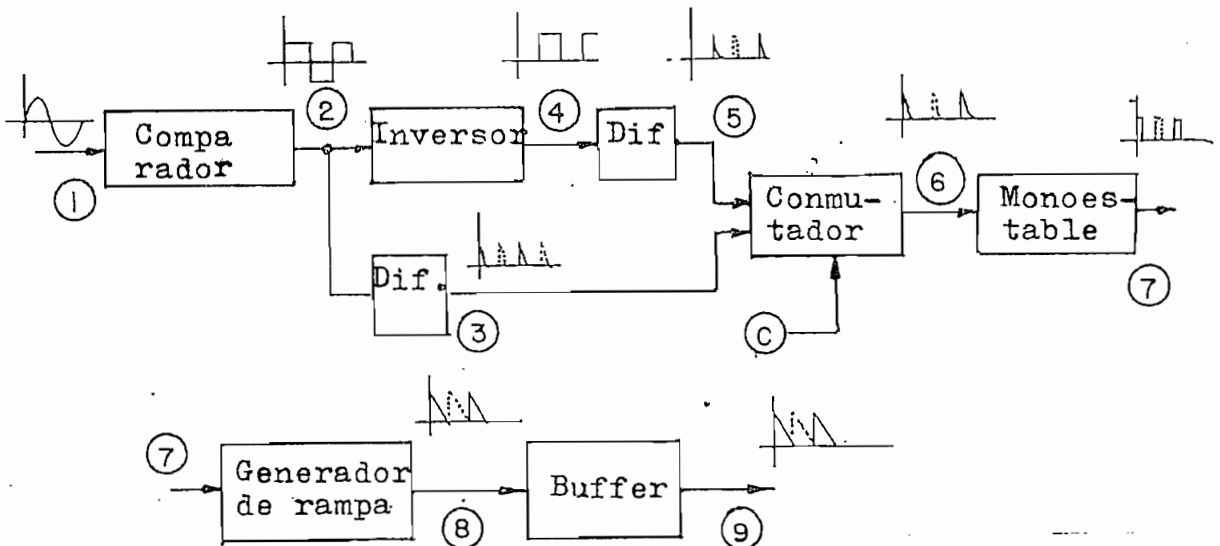 Compa
rador
Inversor
Dif
Dif.
Conmu-
tador
Monoes-
table
1
2
3
4
5
6
7
C
7
Generador
de rampa
8
Buffer
9